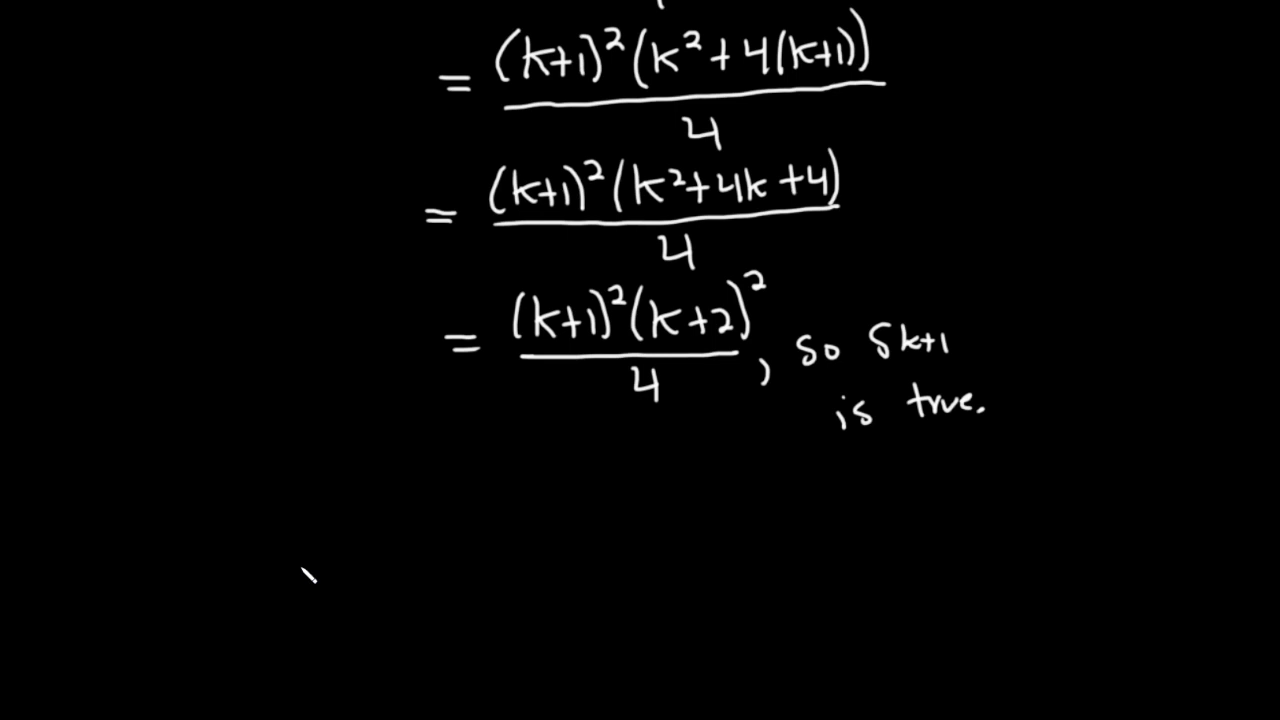 = (k+1)²(k²+4(k+1))
4
= (k+1)²(k²+4k+4)
4
= (k+1)²(k+2)²
4
, so Sk+1
is true.